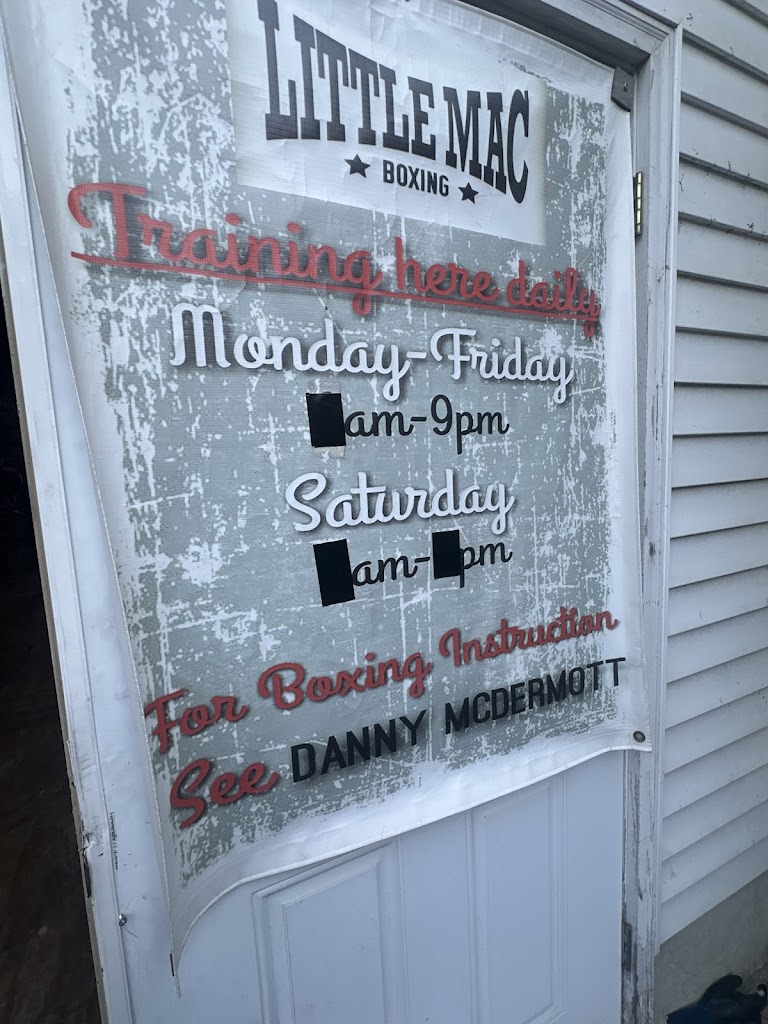 LITTLE MAC
BOXING
Training here daily
Monday-Friday
am-9pm
Saturday
am-pm
For Boxing Instruction
See DANNY MCDERMOTT